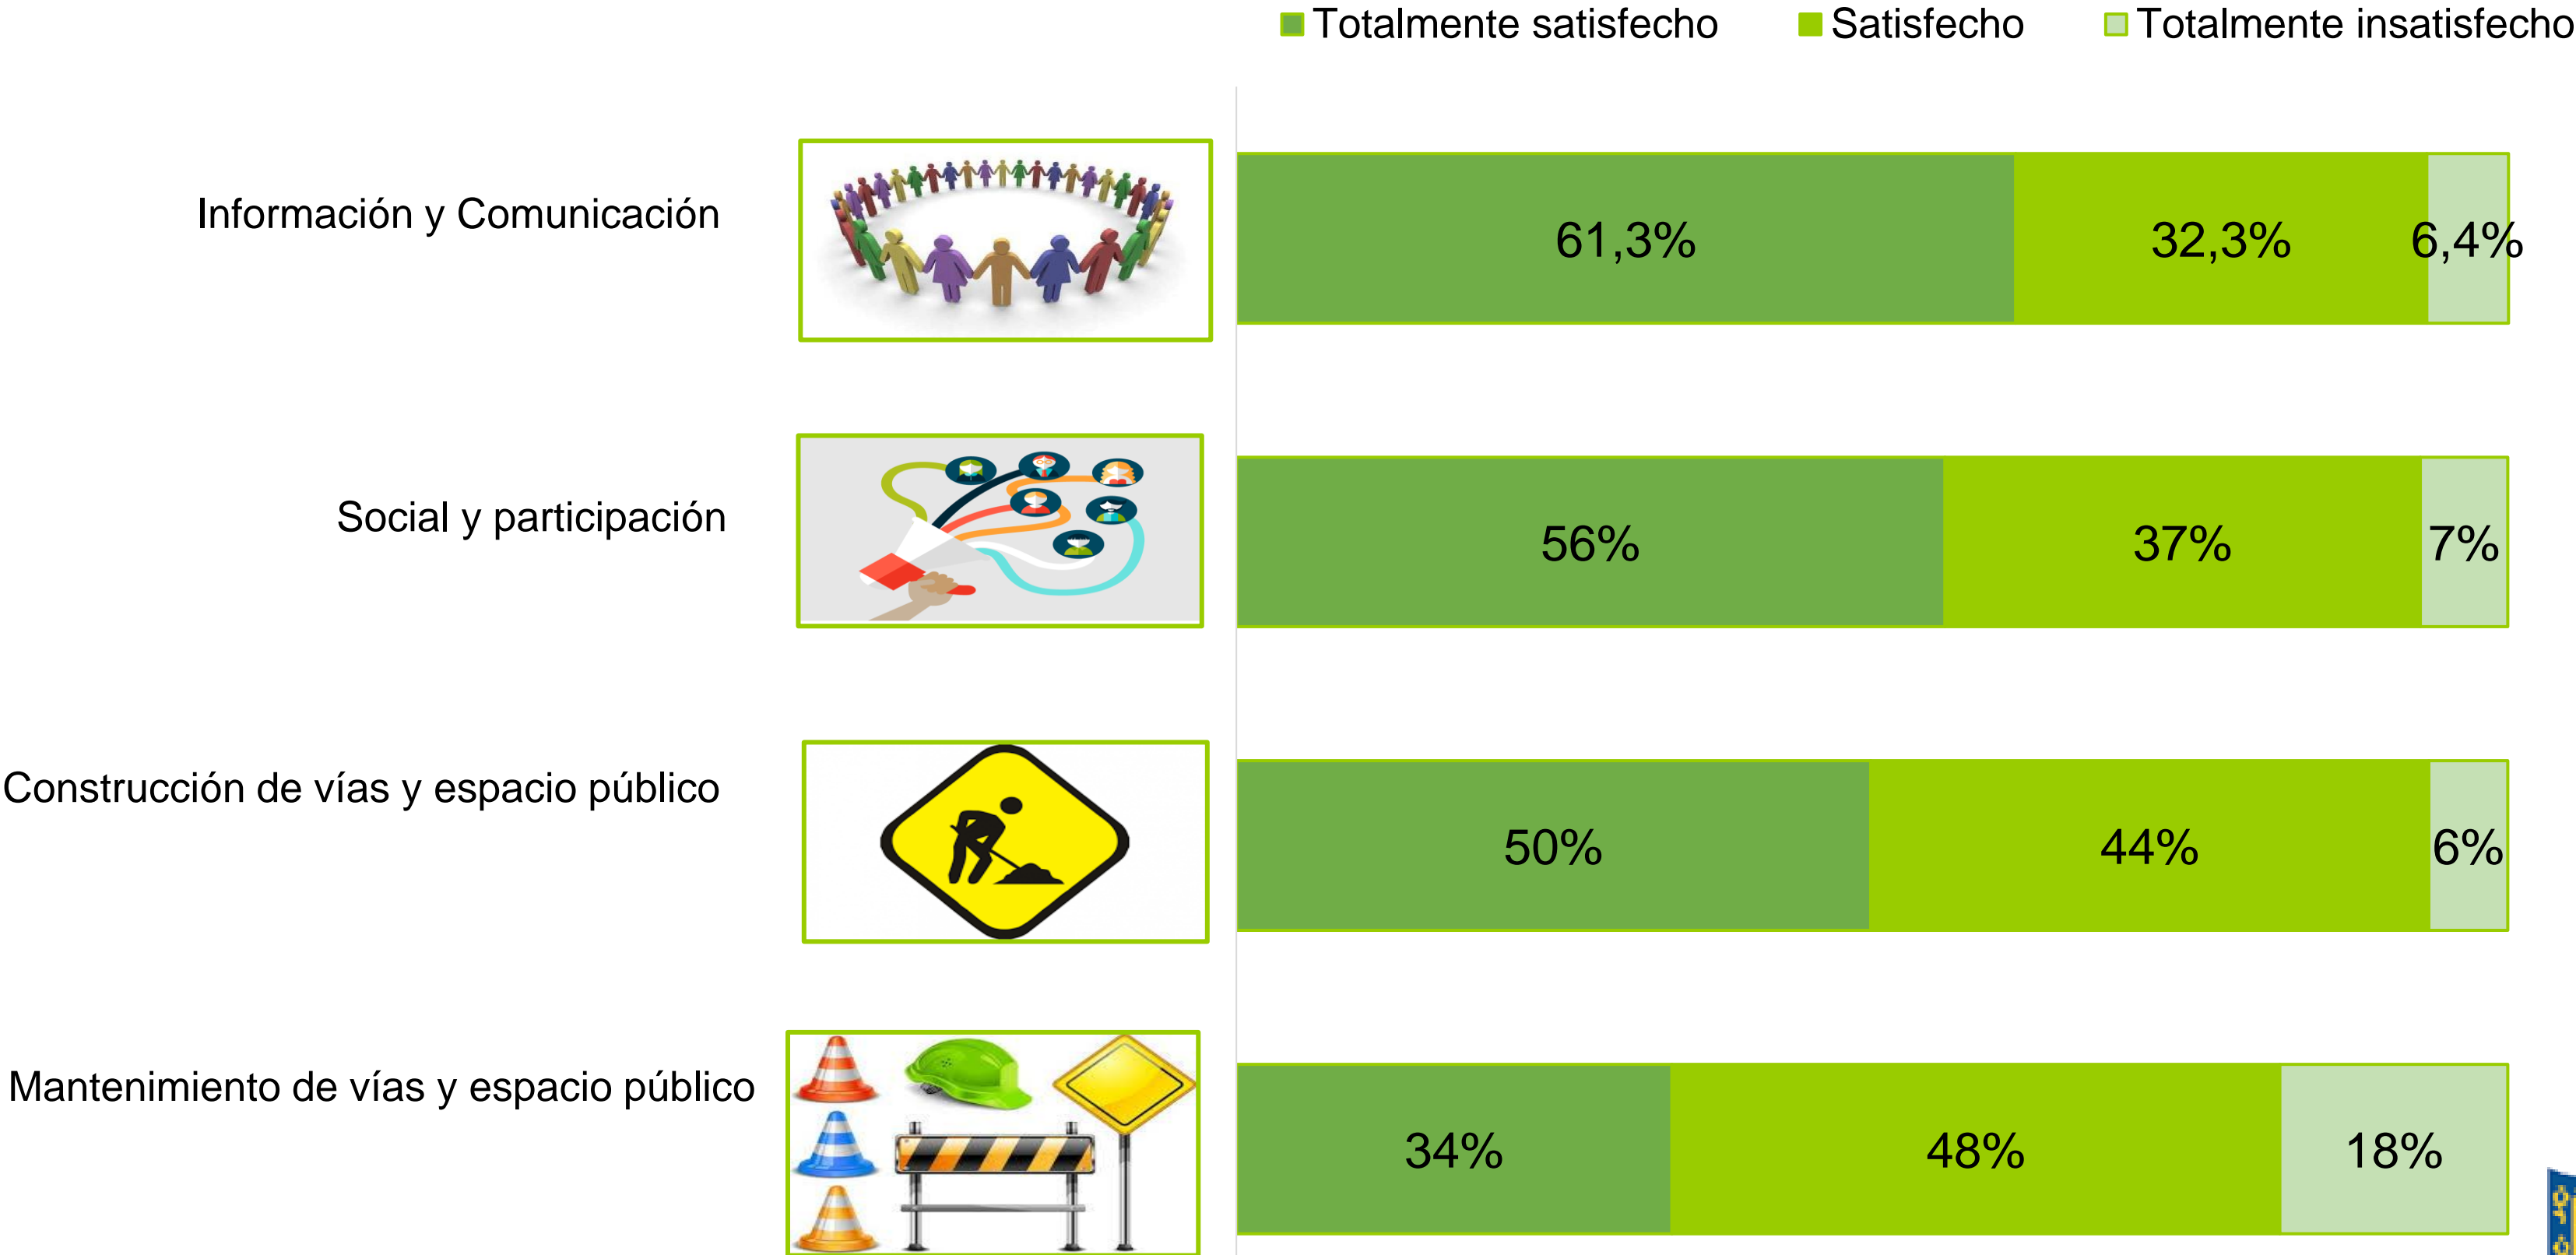 Totalmente satisfecho Satisfecho Totalmente insatisfecho
Información y Comunicación 61,3% 32,3% 6,4%
Social y participación 56% 37% 7%
Construcción de vías y espacio público 50% 44% 6%
Mantenimiento de vías y espacio público 34% 48% 18%